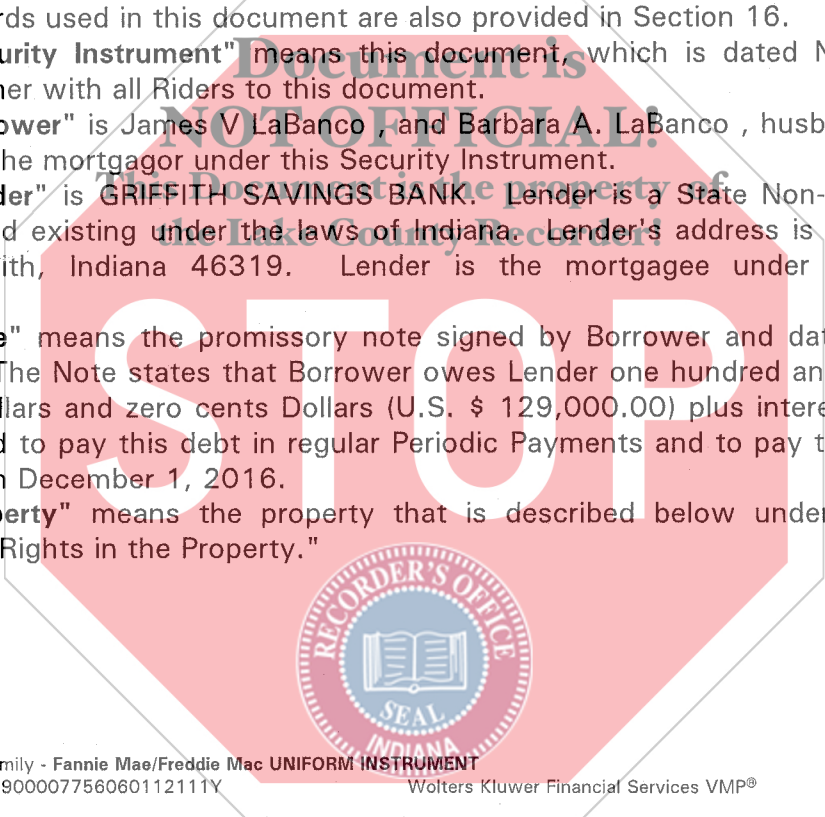 rds used in this document are also provided in Section 16.
urity Instrument" means this document, which is dated N
er with all Riders to this document.
ower" is James V LaBanco , and Barbara A. LaBanco , husb
he mortgagor under this Security Instrument.
der" is GRIFFITH SAVINGS BANK. Lender is a State Non-
d existing under the laws of Indiana. Lender's address is
ith, Indiana 46319. Lender is the mortgagee under
e" means the promissory note signed by Borrower and dat
The Note states that Borrower owes Lender one hundred an
llars and zero cents Dollars (U.S. $ 129,000.00) plus intere
d to pay this debt in regular Periodic Payments and to pay t
n December 1, 2016.
perty" means the property that is described below unde
Rights in the Property."
Document is
NOT OFFICIAL!
This Document is the property of
the Lake County Recorder!
STOP
RECORDER'S OFFICE
SEAL
INDIANA
mily - Fannie Mae/Freddie Mac UNIFORM INSTRUMENT
900007756060112111Y Wolters Kluwer Financial Services VMP®